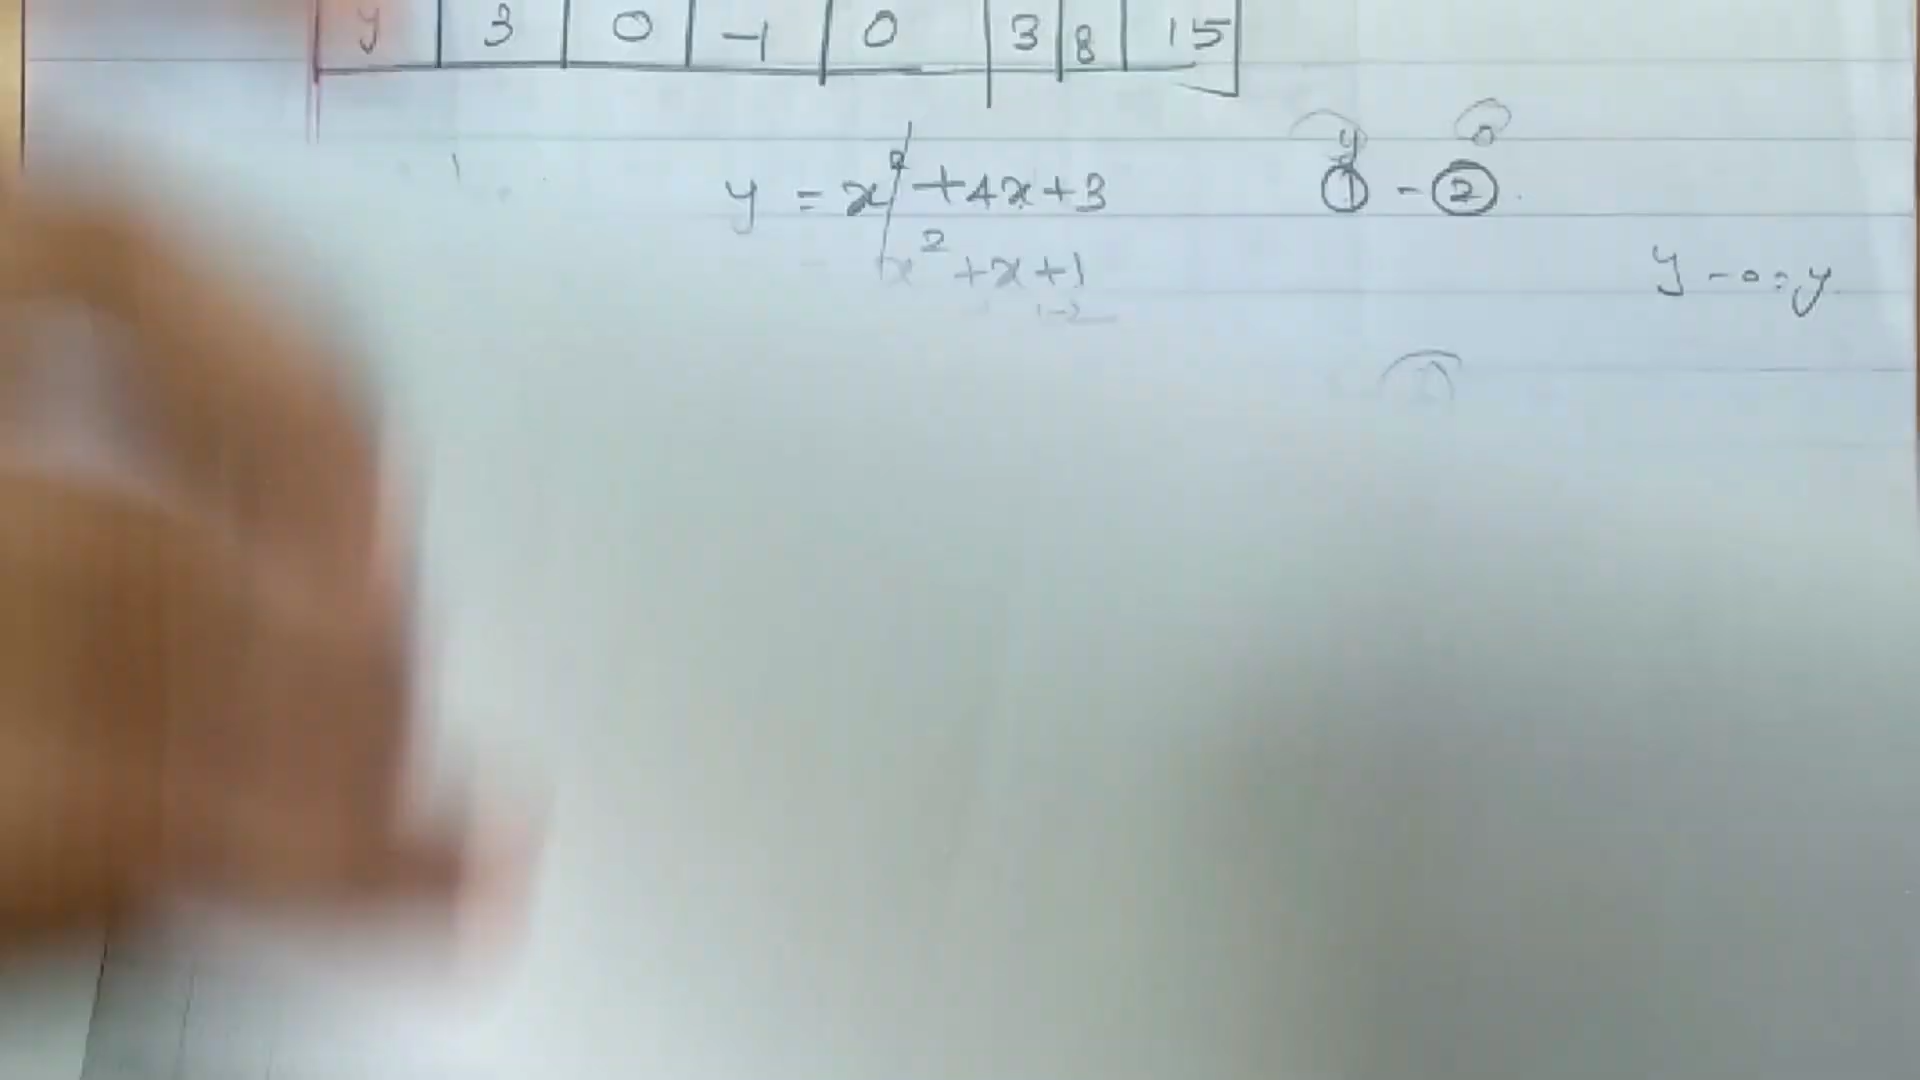 y 3 0 -1 0 3 8 15
y 0
y = x² + 4x + 3 ① - ②
x² + x + 1 y - 0 = y